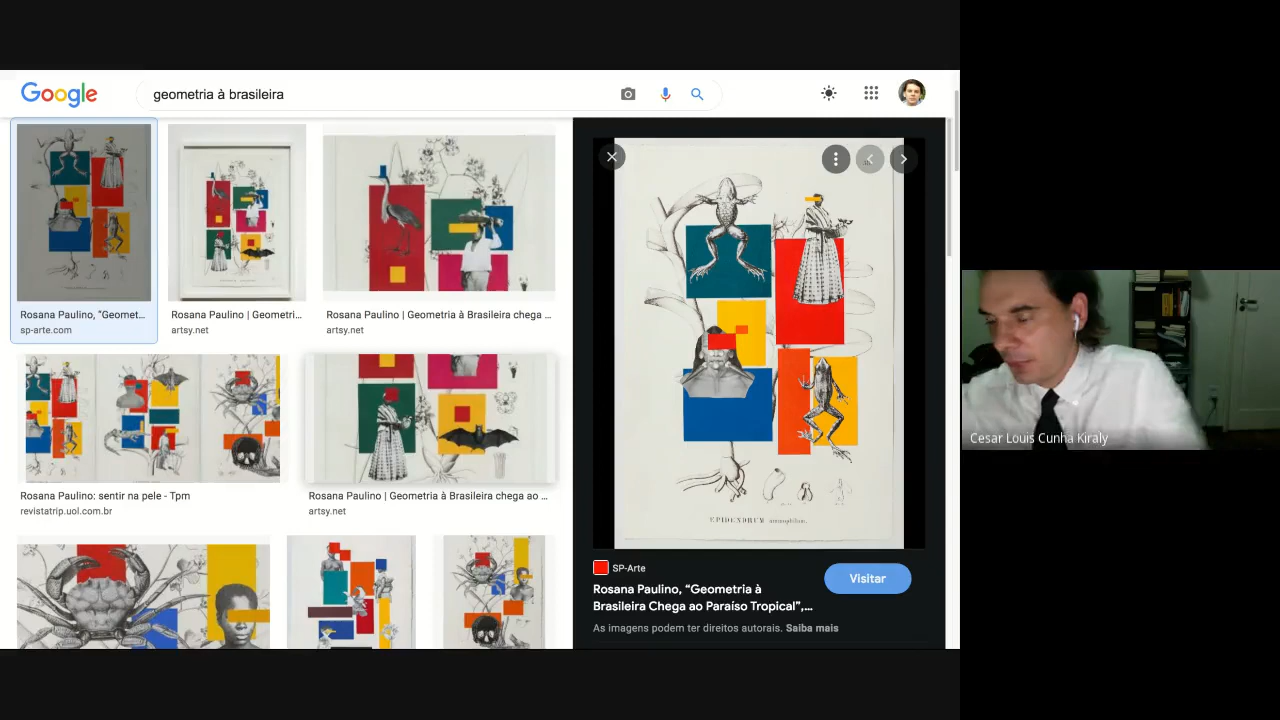 Google
geometria à brasileira
Rosana Paulino, "Geomet...
sp-arte.com
Rosana Paulino | Geometri...
artsy.net
Rosana Paulino | Geometria à Brasileira chega ...
artsy.net
Rosana Paulino: sentir na pele - Tpm
revistatrip.uol.com.br
Rosana Paulino | Geometria à Brasileira chega ao ...
artsy.net
EPIDENDRUM
SP-Arte
Visitar
Rosana Paulino, “Geometria à
Brasileira Chega ao Paraíso Tropical”,...
As imagens podem ter direitos autorais. Saiba mais
Cesar Louis Cunha Kiraly